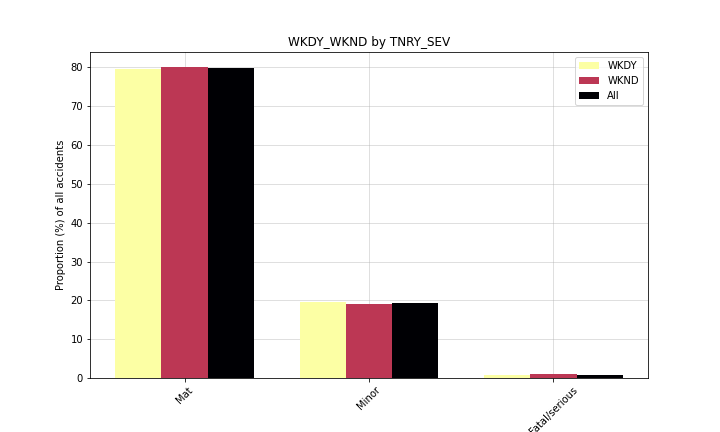 WKDY_WKND by TNRY_SEV
Proportion (%) of all accidents
80
70
60
50
40
30
20
10
0
WKDY
WKND
All
Mat
Minor
Fatal/serious